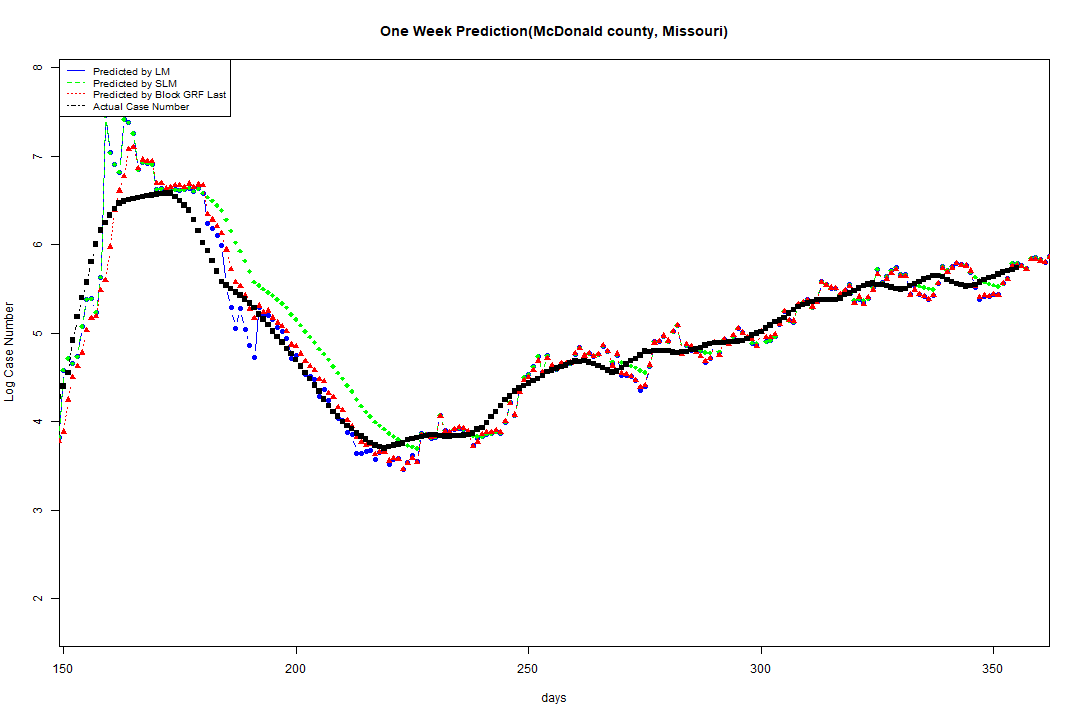 One Week Prediction(McDonald county, Missouri)
Predicted by LM
Predicted by SLM
Predicted by Block GRF Last
Actual Case Number
Log Case Number
8
7
6
5
4
3
2
150 200 250 300 350
days